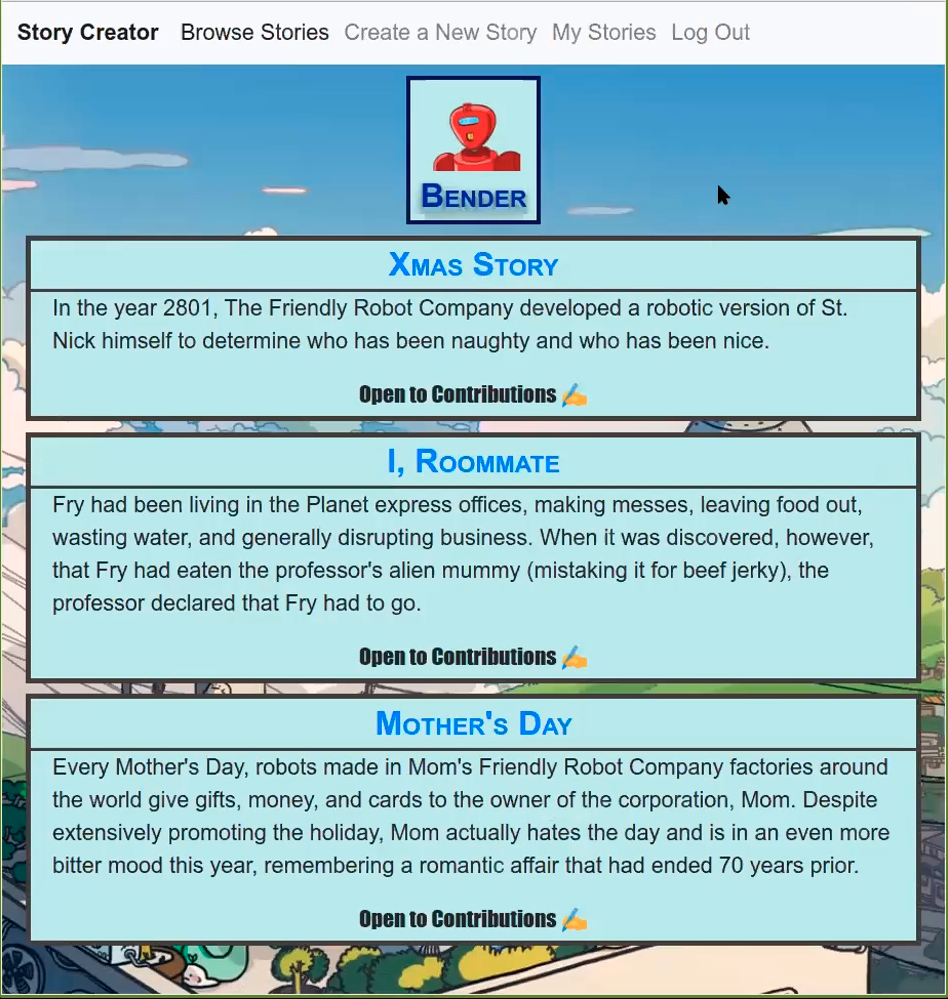 Story Creator Browse Stories Create a New Story My Stories Log Out
Bender
Xmas Story
In the year 2801, The Friendly Robot Company developed a robotic version of St.
Nick himself to determine who has been naughty and who has been nice.
Open to Contributions ✍️
I, Roommate
Fry had been living in the Planet express offices, making messes, leaving food out,
wasting water, and generally disrupting business. When it was discovered, however,
that Fry had eaten the professor's alien mummy (mistaking it for beef jerky), the
professor declared that Fry had to go.
Open to Contributions ✍️
Mother's Day
Every Mother's Day, robots made in Mom's Friendly Robot Company factories around
the world give gifts, money, and cards to the owner of the corporation, Mom. Despite
extensively promoting the holiday, Mom actually hates the day and is in an even more
bitter mood this year, remembering a romantic affair that had ended 70 years prior.
Open to Contributions ✍️